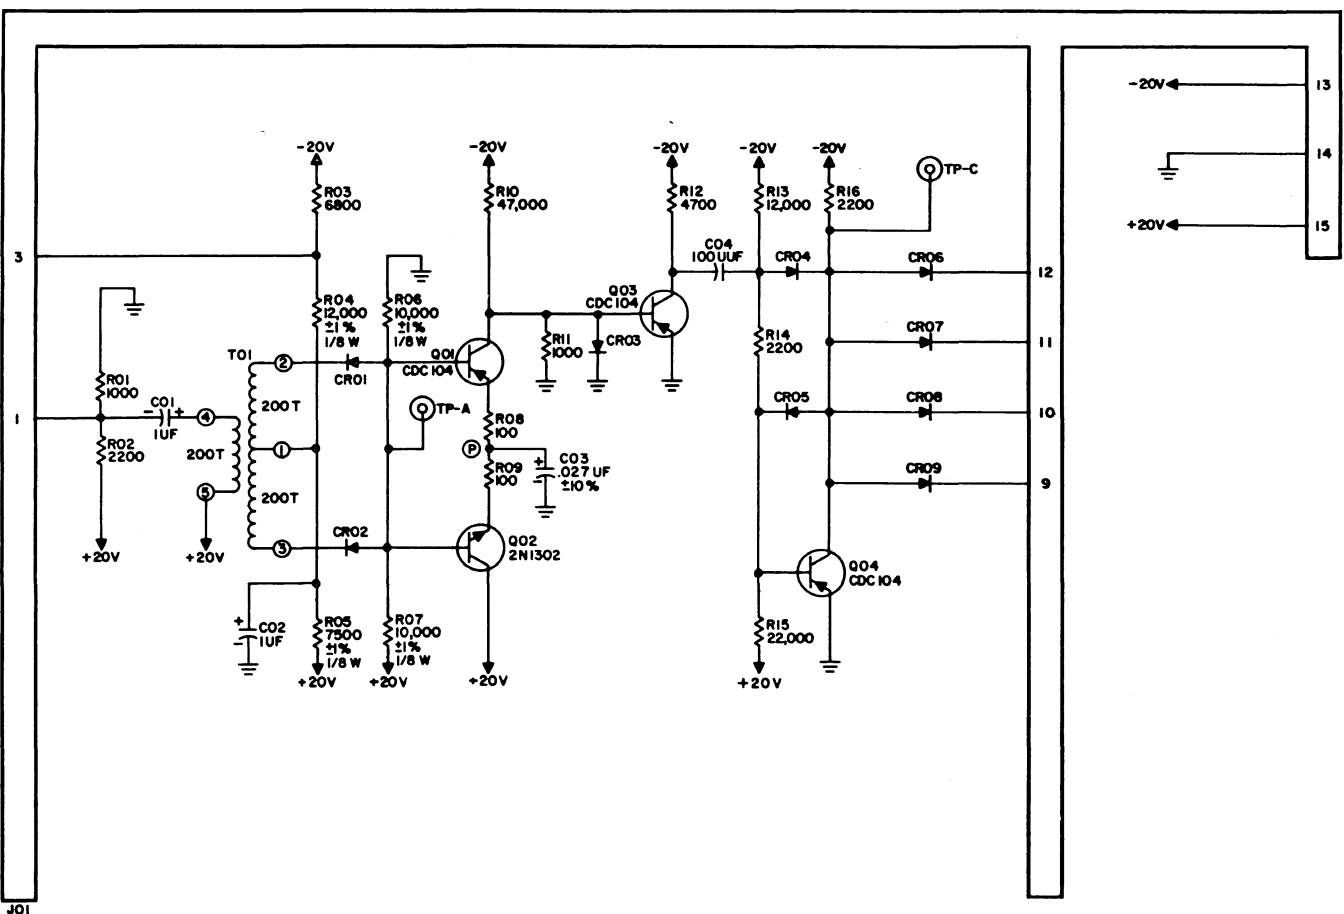 -20V
13
14
+20V
15
-20V
-20V
-20V
-20V
-20V
TP-C
R03
6800
R10
47,000
R12
4700
R13
12,000
R16
2200
3
C04
100UUF
CR04
CR06
12
R04
12,000
±1%
1/8 W
R06
10,000
±1%
1/8 W
Q03
CDC104
CR07
11
R11
1000
CR03
R14
2200
T01
2
CR01
Q01
CDC104
R01
1000
200T
TP-A
R08
100
CR05
CR08
10
1
C01
- +
1UF
4
R02
2200
200T
1
P
R09
100
+
-
C03
.027 UF
±10%
CR09
9
5
200T
+20V
+20V
3
CR02
Q02
2N1302
Q04
CDC104
+
-
C02
1UF
R05
7500
±1%
1/8 W
R07
10,000
±1%
1/8 W
R15
22,000
+20V
+20V
+20V
+20V
J01